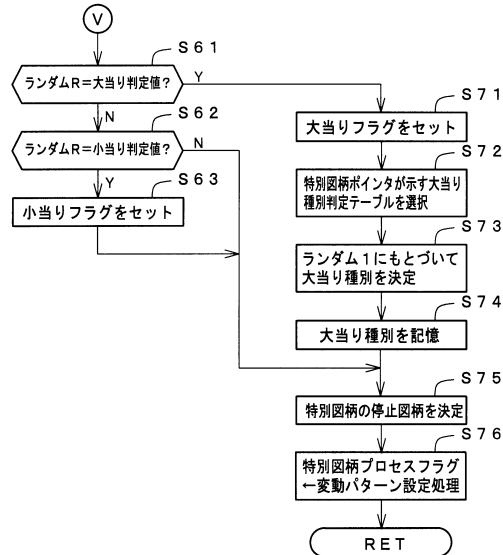 V
S61
ランダムR=大当り判定値?
Y
N
S62
ランダムR=小当り判定値?
N
Y
S63
小当りフラグをセット
S71
大当りフラグをセット
S72
特別図柄ポインタが示す大当り
種別判定テーブルを選択
S73
ランダム1にもとづいて
大当り種別を決定
S74
大当り種別を記憶
S75
特別図柄の停止図柄を決定
S76
特別図柄プロセスフラグ
←変動パターン設定処理
RET